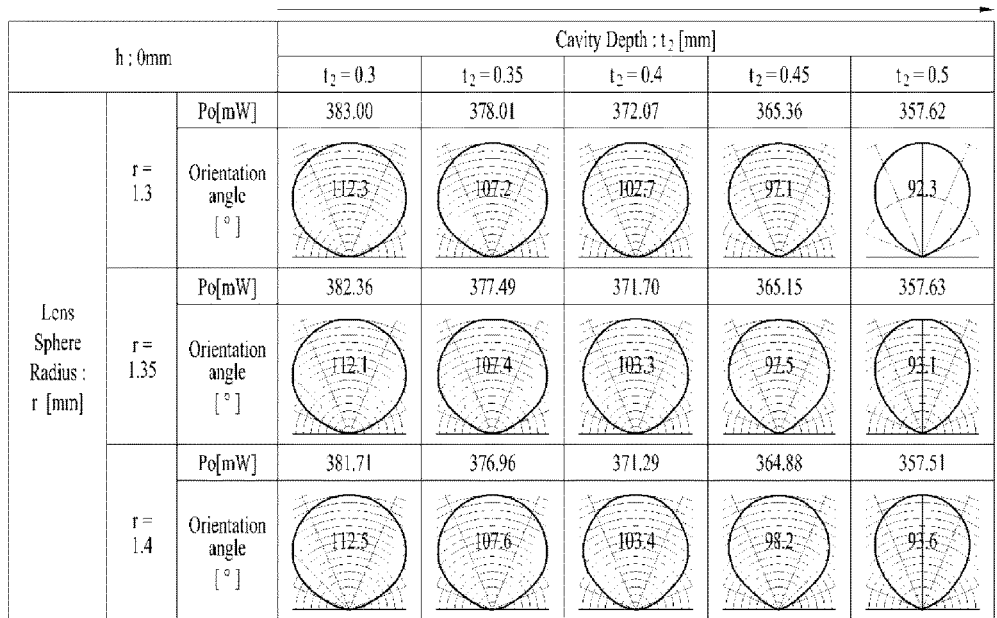 h : 0mm
Cavity Depth : t2 [mm]
t2 = 0.3 t2 = 0.35 t2 = 0.4 t2 = 0.45 t2 = 0.5
Lens
Sphere
Radius :
r [mm]
r =
1.3
Po[mW] 383.00 378.01 372.07 365.36 357.62
Orientation
angle
[ ° ]
112.3 107.2 102.7 97.1 92.3
r =
1.35
Po[mW] 382.36 377.49 371.70 365.15 357.63
Orientation
angle
[ ° ]
112.1 107.4 103.3 97.5 93.1
r =
1.4
Po[mW] 381.71 376.96 371.29 364.88 357.51
Orientation
angle
[ ° ]
112.5 107.6 103.4 98.2 93.6